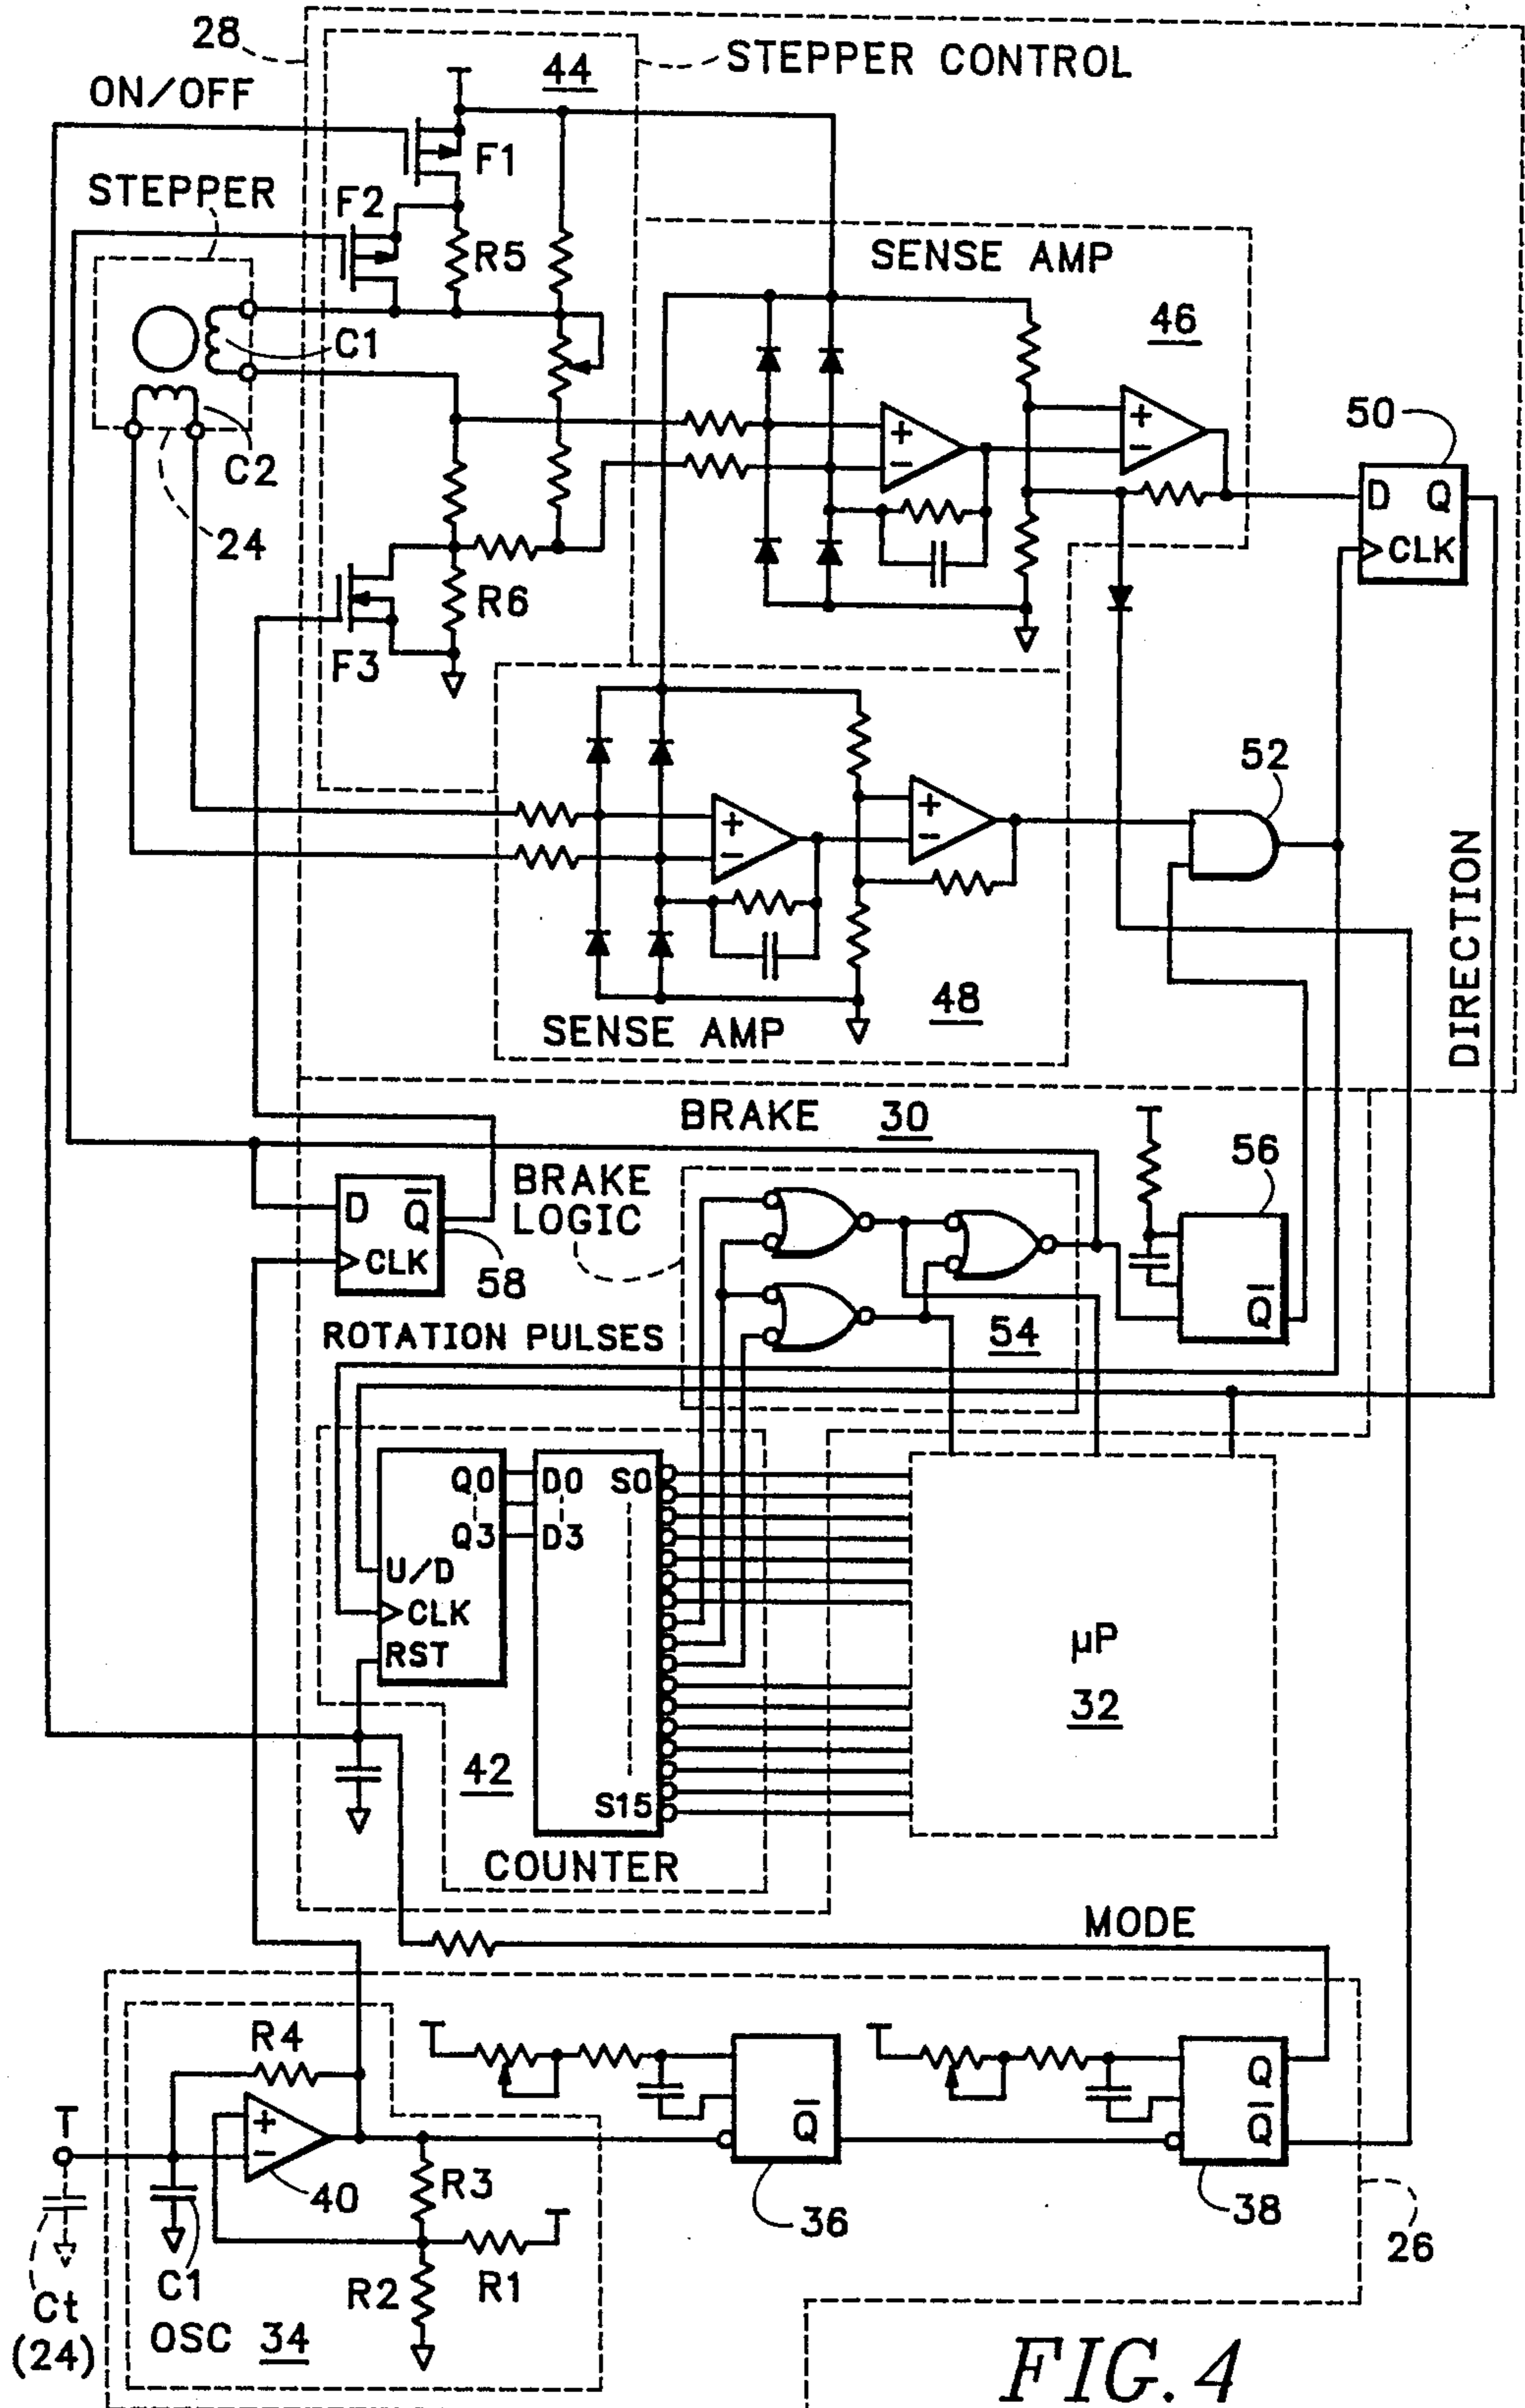 28
44
STEPPER CONTROL
ON/OFF
F1
STEPPER
F2
R5
SENSE AMP
46
C1
50
C2
+
−
+
−
D Q
24
CLK
R6
F3
52
+
−
+
−
DIRECTION
48
SENSE AMP
BRAKE 30
56
BRAKE
LOGIC
D Q̅
CLK
58
Q̅
54
ROTATION PULSES
Q0
D0
S0
Q3
D3
U/D
CLK
RST
µP
32
42
S15
COUNTER
MODE
R4
Q
T
+
−
Q̅
Q̅
40
R3
36
38
26
C1
R2
R1
Ct
(24)
OSC 34
FIG. 4